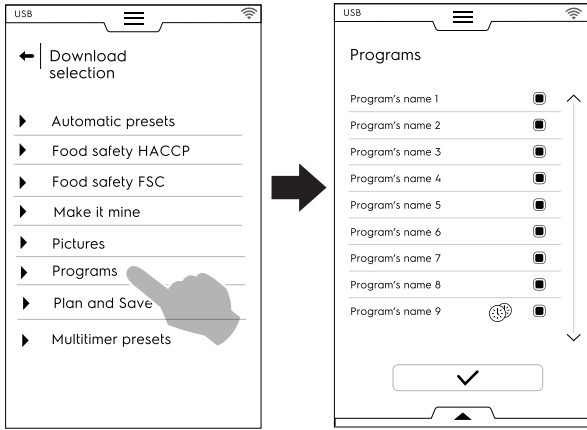 USB
Download
selection
Automatic presets
Food safety HACCP
Food safety FSC
Make it mine
Pictures
Programs
Plan and Save
Multitimer presets
USB
Programs
Program's name 1
Program's name 2
Program's name 3
Program's name 4
Program's name 5
Program's name 6
Program's name 7
Program's name 8
Program's name 9